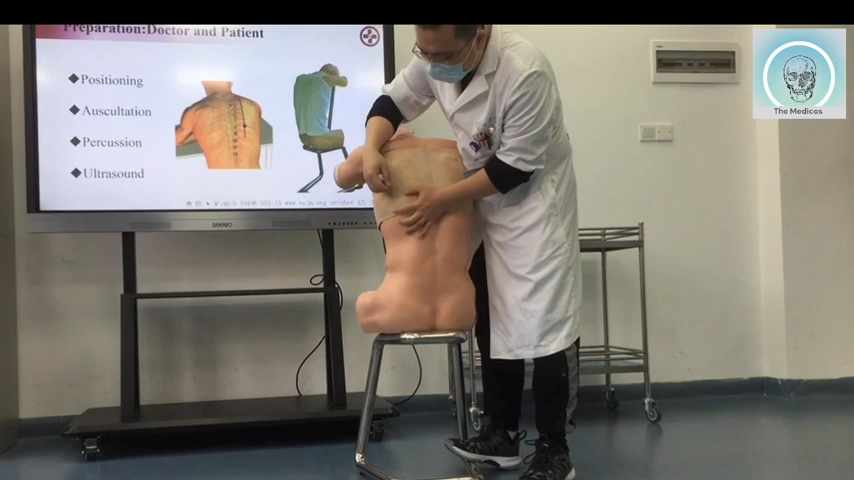 Preparation:Doctor and Patient
◆Positioning
◆Auscultation
◆Percussion
◆Ultrasound
seewo
The Medicos